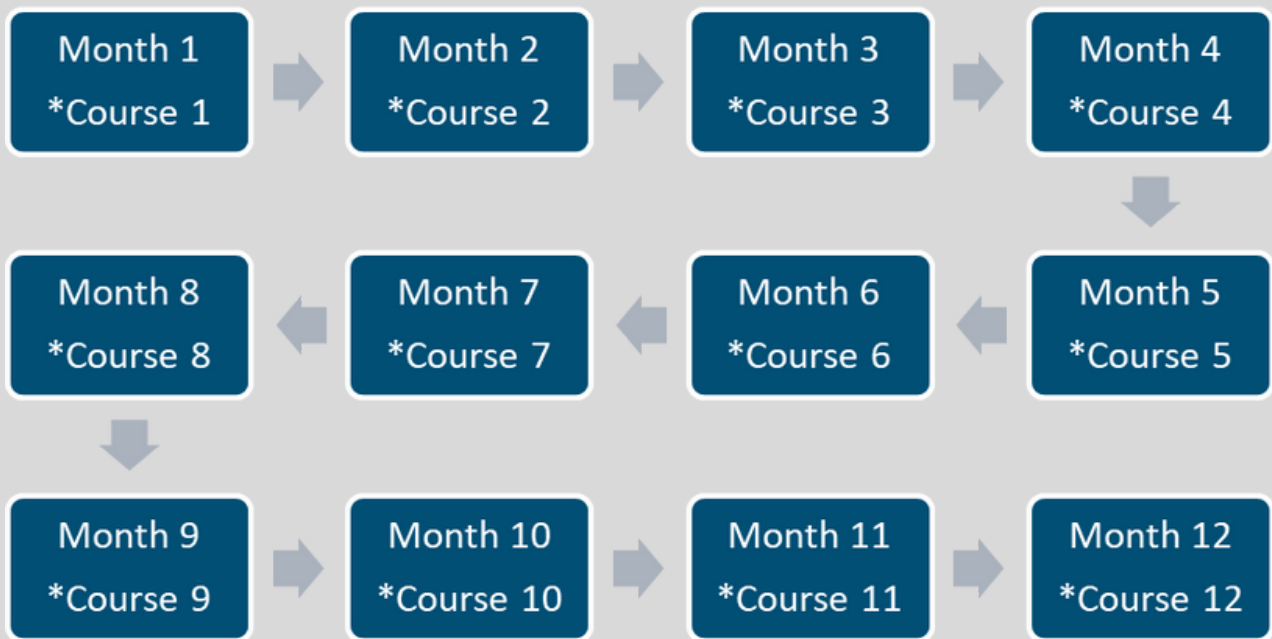 Month 1
*Course 1
Month 2
*Course 2
Month 3
*Course 3
Month 4
*Course 4
Month 5
*Course 5
Month 6
*Course 6
Month 7
*Course 7
Month 8
*Course 8
Month 9
*Course 9
Month 10
*Course 10
Month 11
*Course 11
Month 12
*Course 12